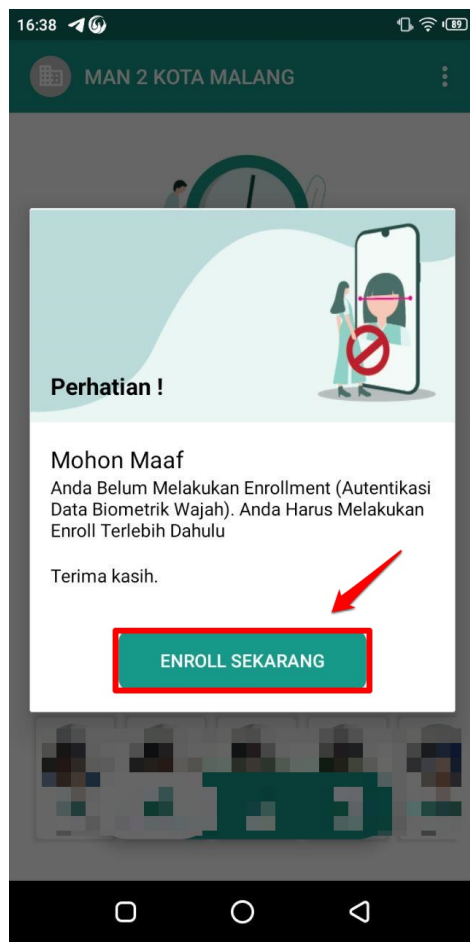 16:38
89
MAN 2 KOTA MALANG
Perhatian !
Mohon Maaf
Anda Belum Melakukan Enrollment (Autentikasi
Data Biometrik Wajah). Anda Harus Melakukan
Enroll Terlebih Dahulu
Terima kasih.
ENROLL SEKARANG